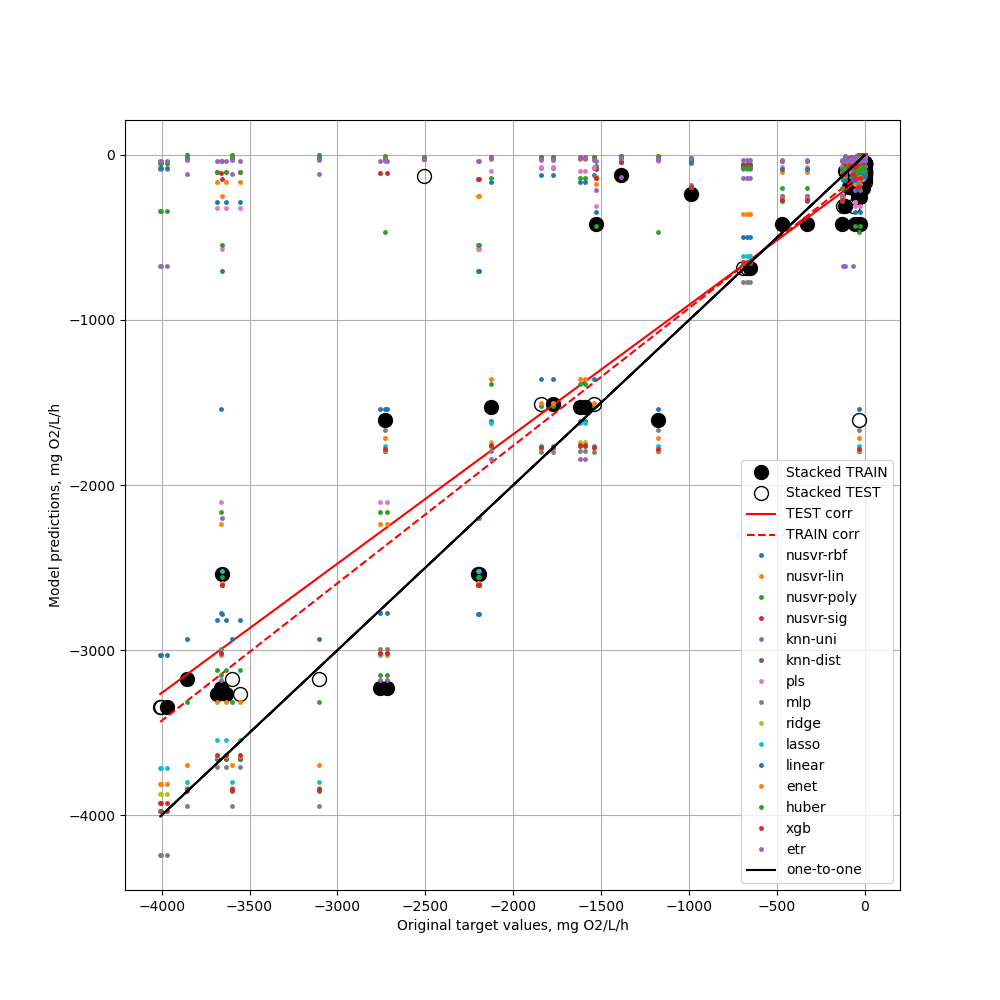 0
−1000
−2000
−3000
−4000
Model predictions, mg O2/L/h
Stacked TRAIN
Stacked TEST
TEST corr
TRAIN corr
nusvr-rbf
nusvr-lin
nusvr-poly
nusvr-sig
knn-uni
knn-dist
pls
mlp
ridge
lasso
linear
enet
huber
xgb
etr
one-to-one
−4000 −3500 −3000 −2500 −2000 −1500 −1000 −500 0
Original target values, mg O2/L/h